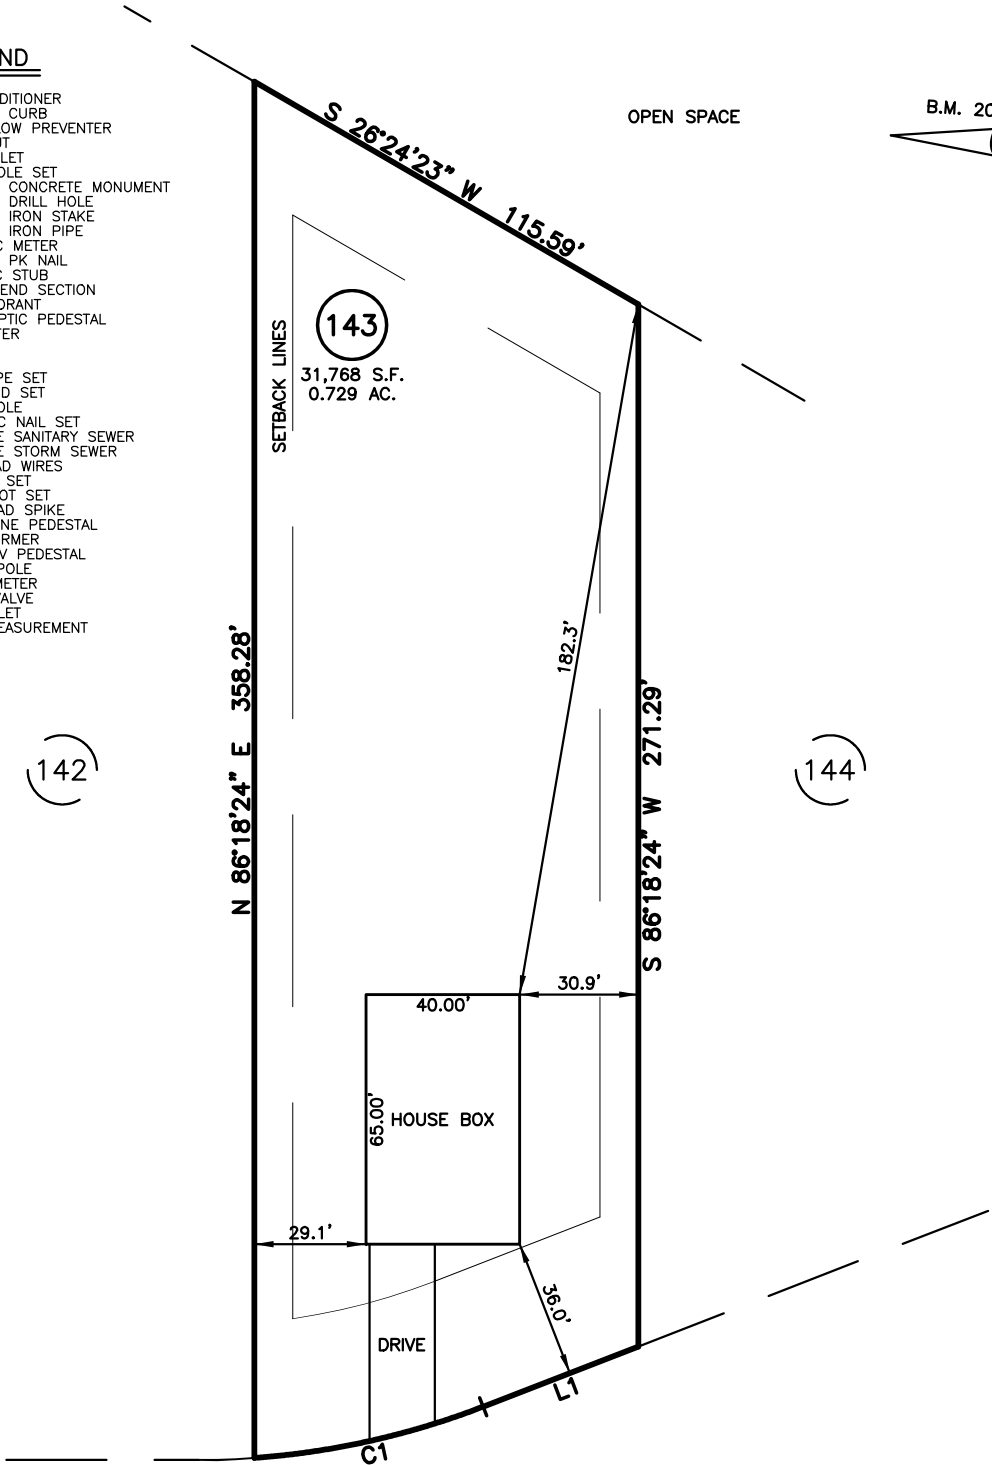 ND
DITIONER
CURB
LOW PREVENTER
UT
LET
OLE SET
CONCRETE MONUMENT
DRILL HOLE
IRON STAKE
IRON PIPE
C METER
PK NAIL
C STUB
END SECTION
DRANT
PTIC PEDESTAL
TER
PE SET
D SET
OLE
C NAIL SET
E SANITARY SEWER
E STORM SEWER
AD WIRES
SET
OT SET
AD SPIKE
NE PEDESTAL
RMER
V PEDESTAL
POLE
METER
VALVE
LET
EASUREMENT
OPEN SPACE
B.M. 20
S 26°24'23" W 115.59'
SETBACK LINES
143
31,768 S.F.
0.729 AC.
N 86°18'24" E 358.28'
182.3'
S 86°18'24" W 271.29'
142
144
30.9'
40.00'
65.00'
HOUSE BOX
29.1'
36.0'
DRIVE
L1
C1